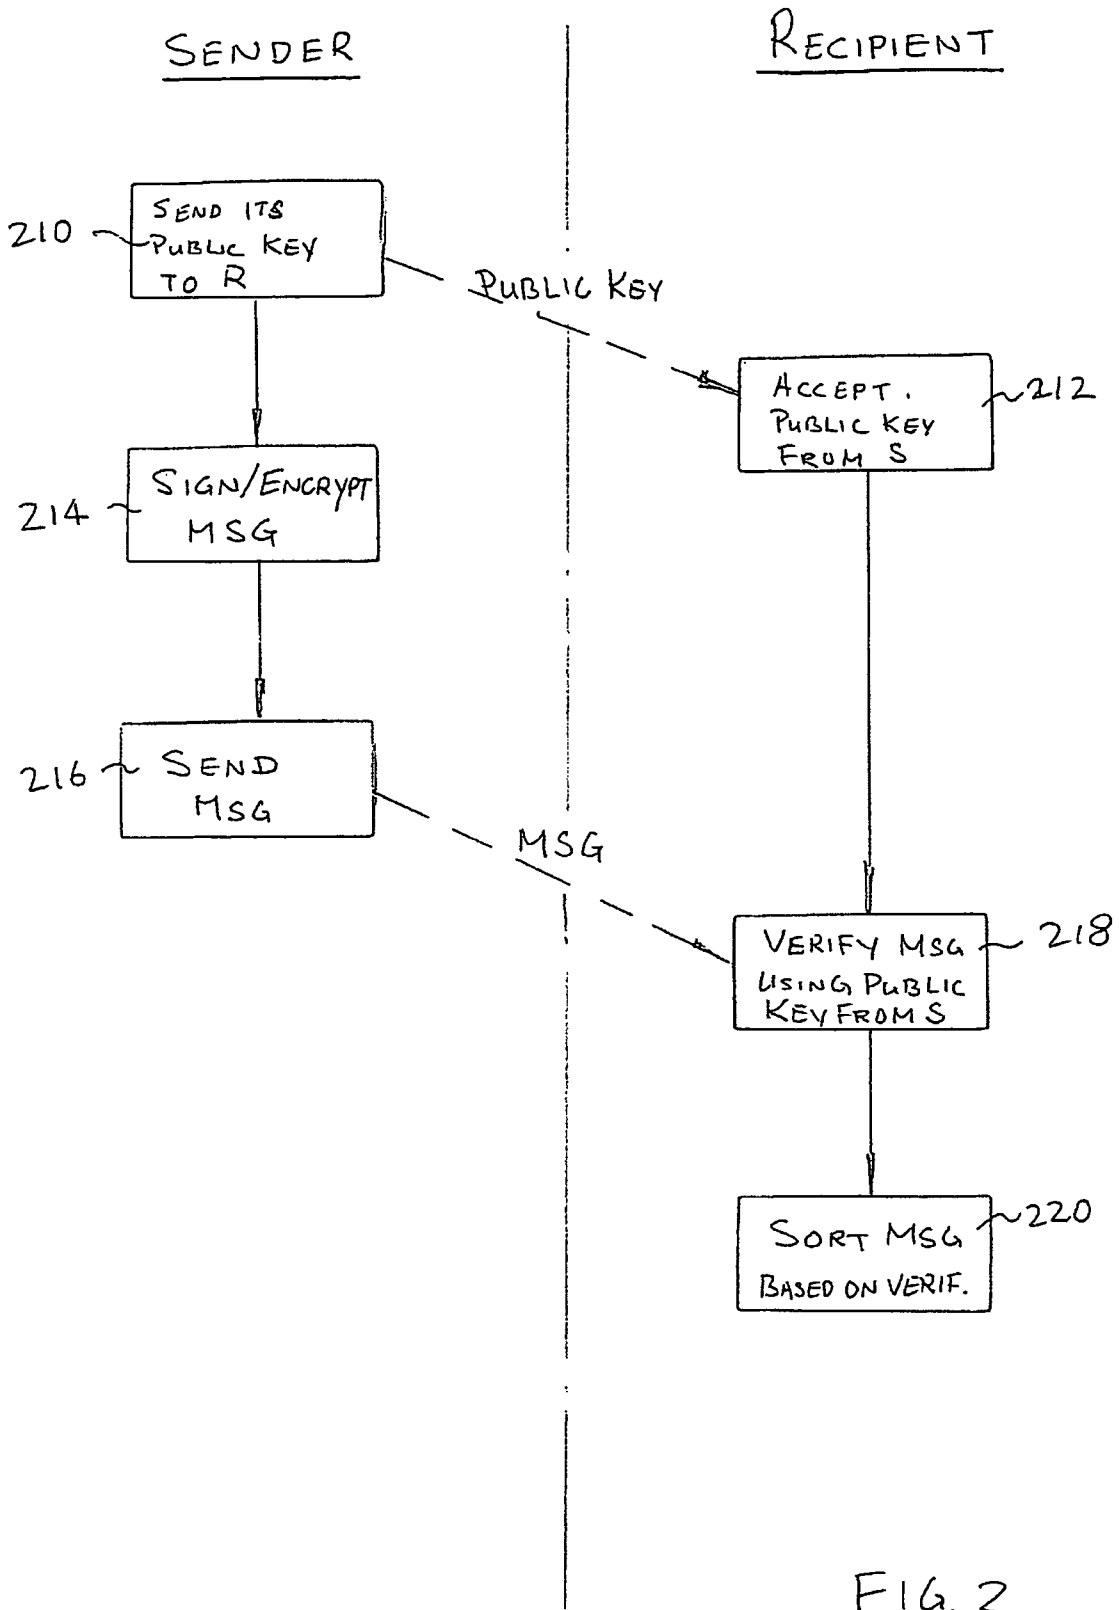 SENDER
RECIPIENT
210
SEND ITS
PUBLIC KEY
TO R
PUBLIC KEY
ACCEPT.
PUBLIC KEY
FROM S
212
214
SIGN/ENCRYPT
MSG
216
SEND
MSG
MSG
VERIFY MSG
USING PUBLIC
KEY FROM S
218
SORT MSG
BASED ON VERIF.
220
FIG. 2